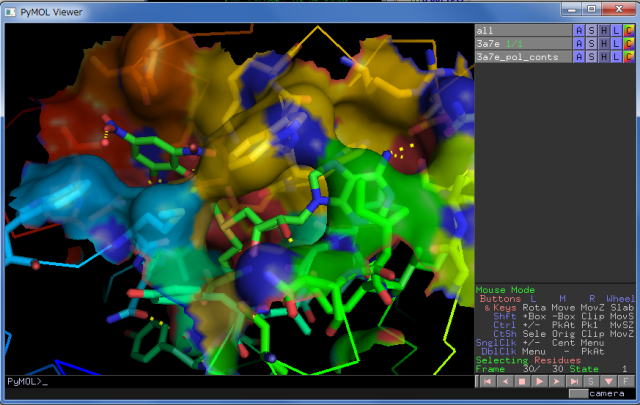 PyMOL Viewer
all A S H L C
3a7e 1/1 A S H L C
3a7e_pol_conts A S H L C
Mouse Mode
Buttons L M R Wheel
& Keys Rota Move MovZ Slab
Shft +Box -Box Clip MovS
Ctrl +/- PkAt Pk1 MvSZ
CtSh Sele Orig Clip MovZ
SnglClk +/- Cent Menu
DblClk Menu - PkAt
Selecting Residues
Frame 30/ 30 State 1
PyMOL>_
S F
camera